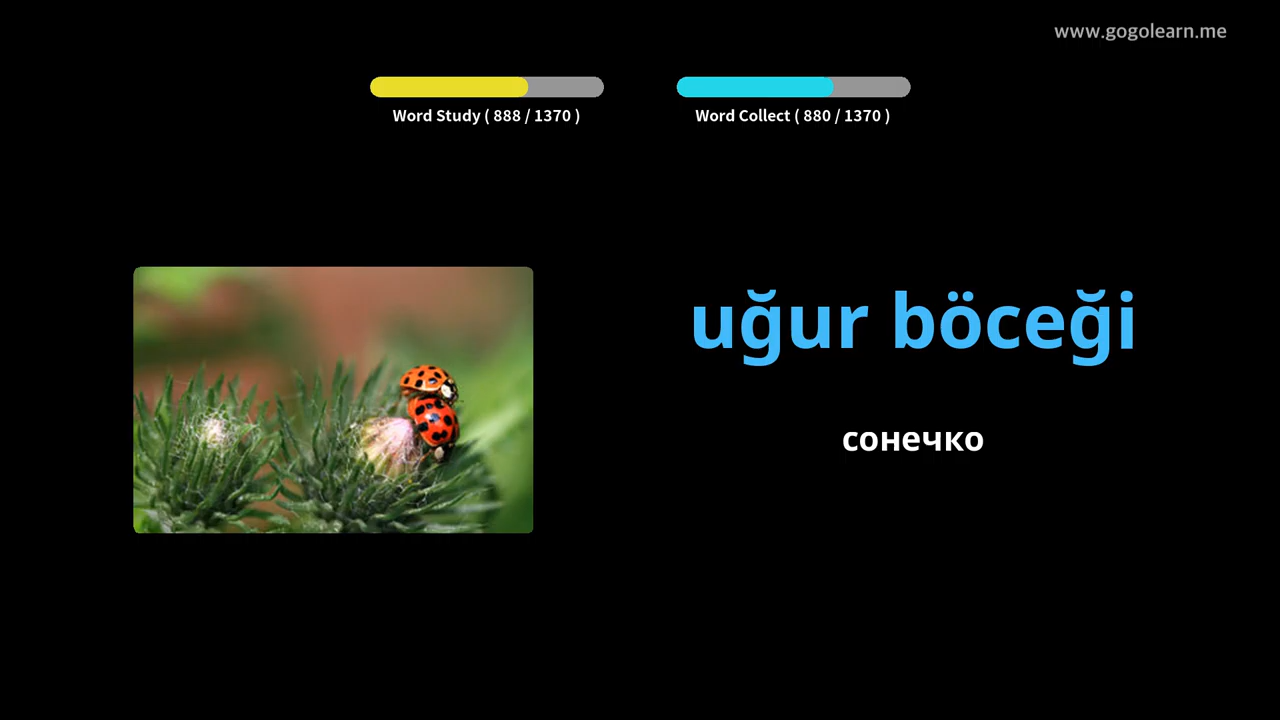 www.gogolearn.me
Word Study ( 888 / 1370 )
Word Collect ( 880 / 1370 )
uğur böceği
сонечко